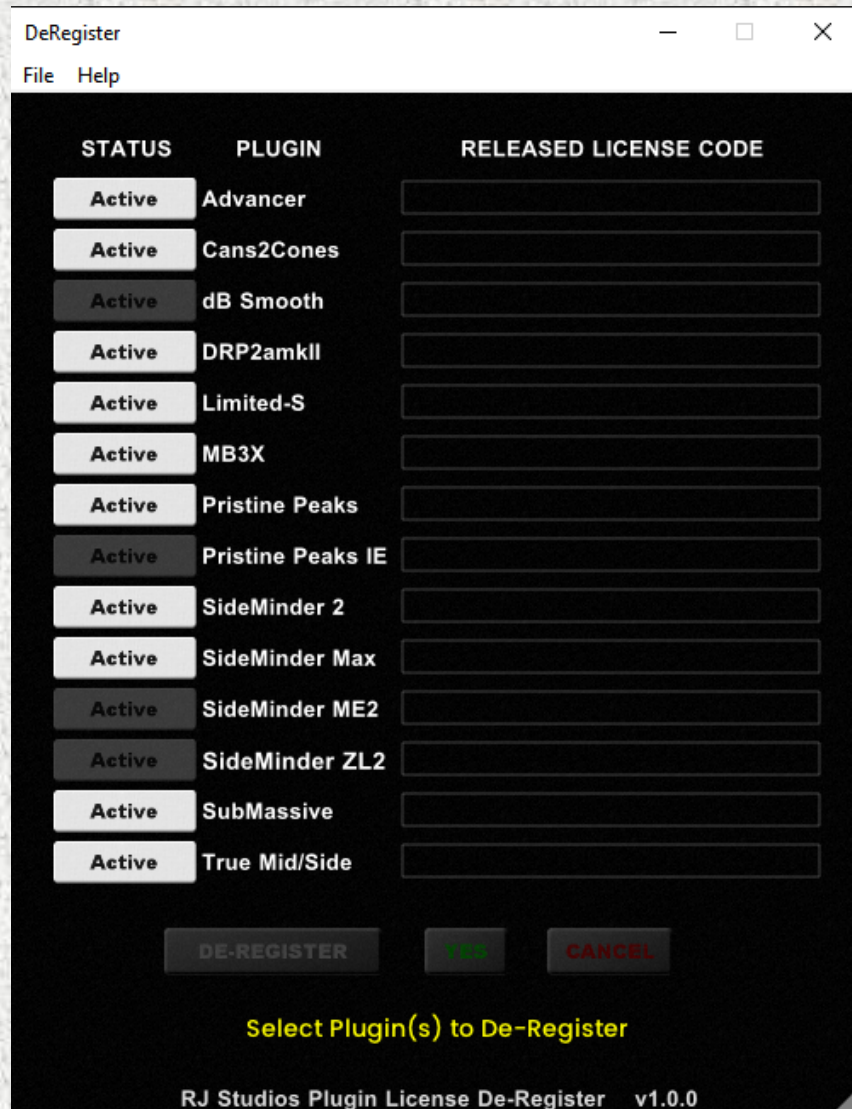 DeRegister
File Help
STATUS PLUGIN RELEASED LICENSE CODE
Active Advancer
Active Cans2Cones
Active dB Smooth
Active DRP2amkII
Active Limited-S
Active MB3X
Active Pristine Peaks
Active Pristine Peaks IE
Active SideMinder 2
Active SideMinder Max
Active SideMinder ME2
Active SideMinder ZL2
Active SubMassive
Active True Mid/Side
DE-REGISTER YES CANCEL
Select Plugin(s) to De-Register
RJ Studios Plugin License De-Register v1.0.0